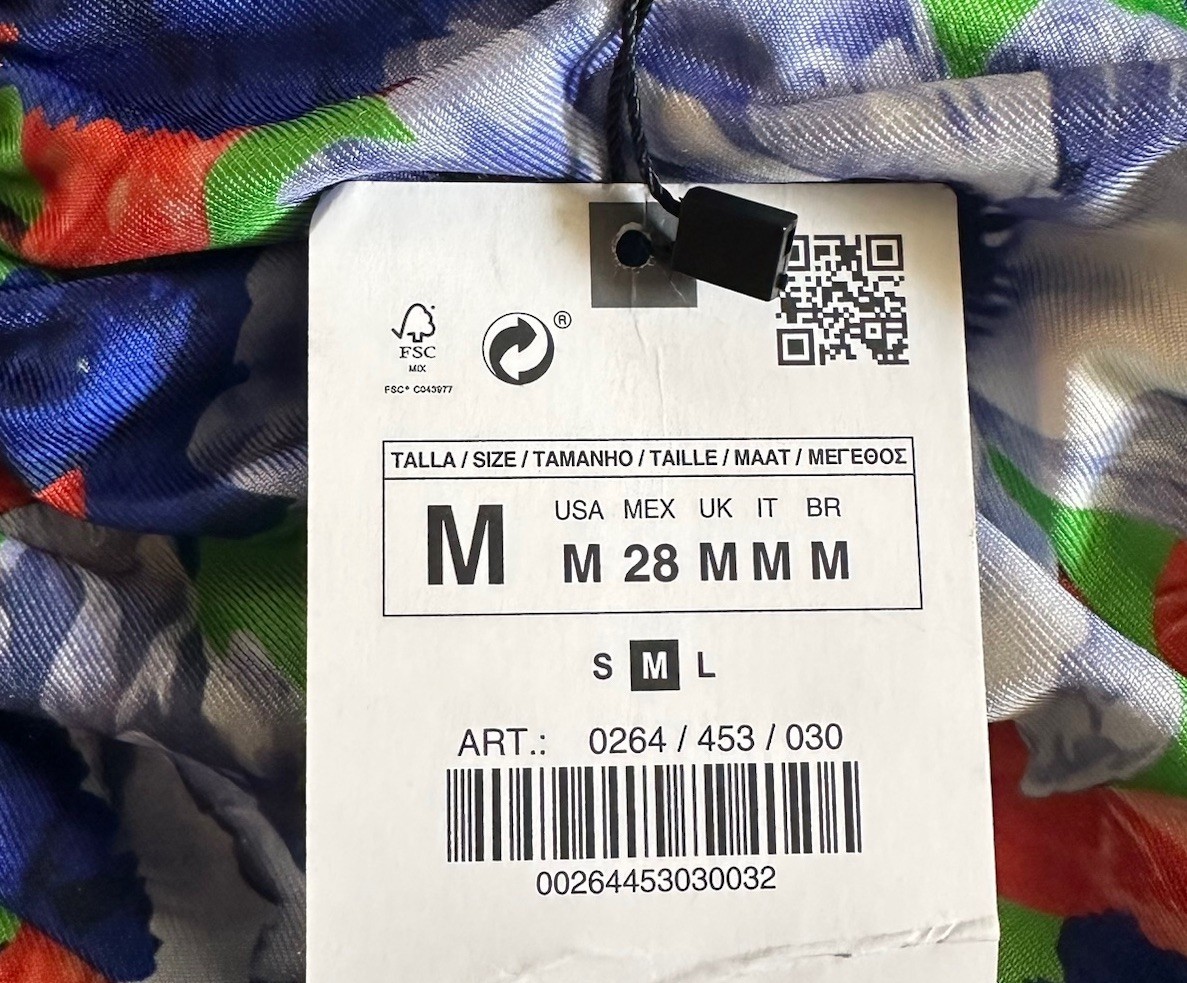 ®
FSC
MIX
FSC® C043977
TALLA / SIZE / TAMANHO / TAILLE / MAAT / ΜΕΓΕΘΟΣ
M
USA MEX UK IT BR
M 28 M M M
S M L
ART.: 0264 / 453 / 030
00264453030032